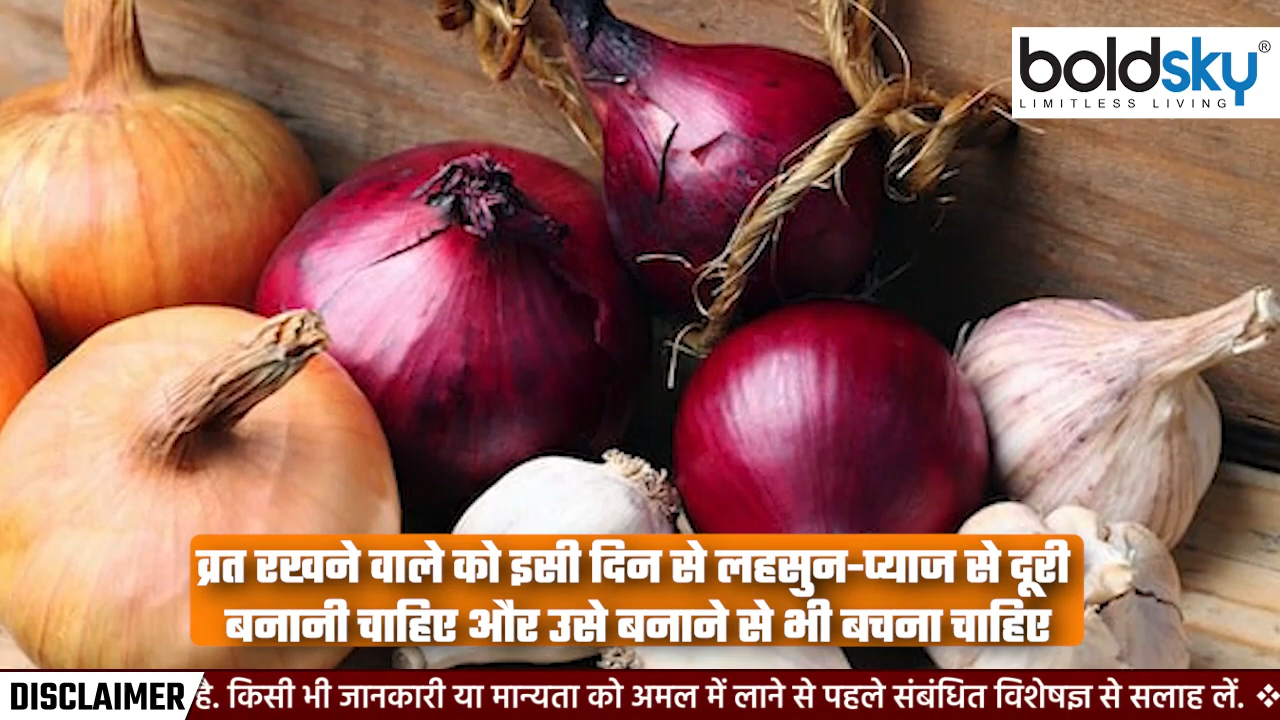 boldsky®
LIMITLESS LIVING
व्रत रखने वाले को इसी दिन से लहसुन-प्याज से दूरी
बनानी चाहिए और उसे बनाने से भी बचना चाहिए
DISCLAIMER है. किसी भी जानकारी या मान्यता को अमल में लाने से पहले संबंधित विशेषज्ञ से सलाह लें. ❖